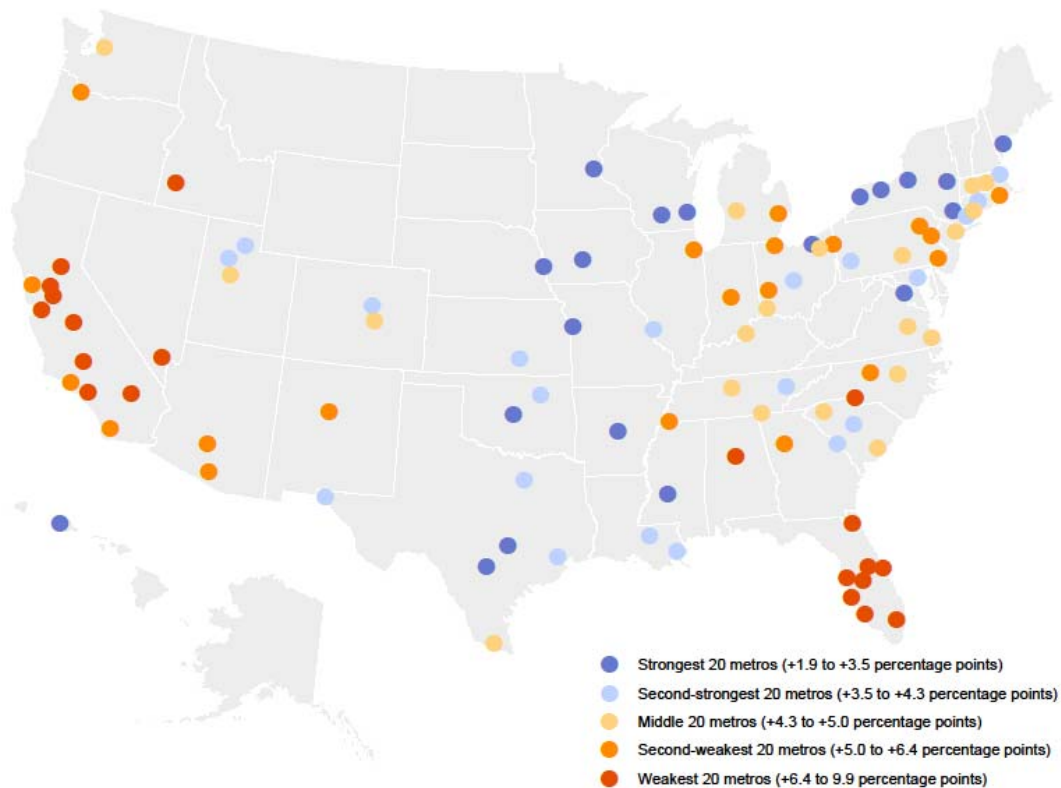 Strongest 20 metros (+1.9 to +3.5 percentage points)
Second-strongest 20 metros (+3.5 to +4.3 percentage points)
Middle 20 metros (+4.3 to +5.0 percentage points)
Second-weakest 20 metros (+5.0 to +6.4 percentage points)
Weakest 20 metros (+6.4 to 9.9 percentage points)